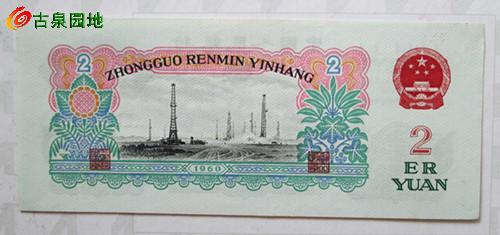 古泉园地
2
2
ZHONGGUO RENMIN YINHANG
1960
2
ER
YUAN